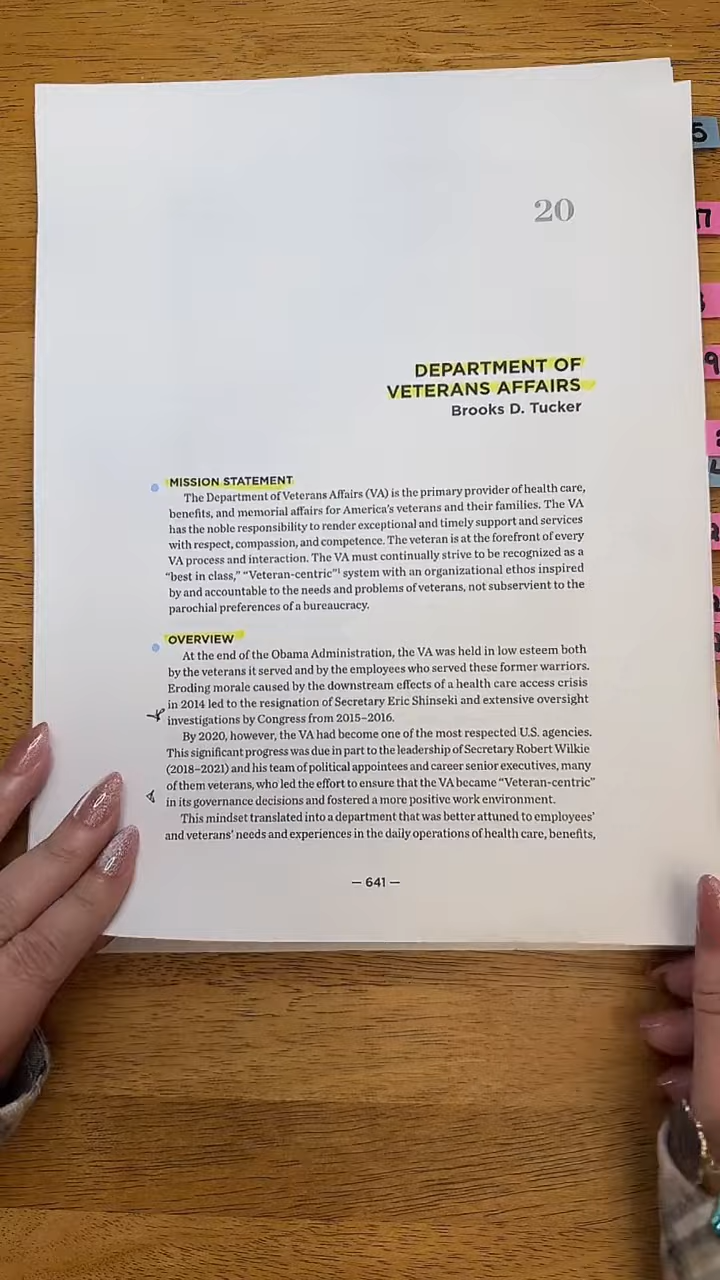 20
DEPARTMENT OF
VETERANS AFFAIRS
Brooks D. Tucker
MISSION STATEMENT
The Department of Veterans Affairs (VA) is the primary provider of health care,
benefits, and memorial affairs for America's veterans and their families. The VA
has the noble responsibility to render exceptional and timely support and services
with respect, compassion, and competence. The veteran is at the forefront of every
VA process and interaction. The VA must continually strive to be recognized as a
“best in class,” “Veteran-centric”¹ system with an organizational ethos inspired
by and accountable to the needs and problems of veterans, not subservient to the
parochial preferences of a bureaucracy.
OVERVIEW
At the end of the Obama Administration, the VA was held in low esteem both
by the veterans it served and by the employees who served these former warriors.
Eroding morale caused by the downstream effects of a health care access crisis
in 2014 led to the resignation of Secretary Eric Shinseki and extensive oversight
investigations by Congress from 2015–2016.
By 2020, however, the VA had become one of the most respected U.S. agencies.
This significant progress was due in part to the leadership of Secretary Robert Wilkie
(2018–2021) and his team of political appointees and career senior executives, many
of them veterans, who led the effort to ensure that the VA became “Veteran-centric”
in its governance decisions and fostered a more positive work environment.
This mindset translated into a department that was better attuned to employees’
and veterans’ needs and experiences in the daily operations of health care, benefits,
— 641 —
5
17
9